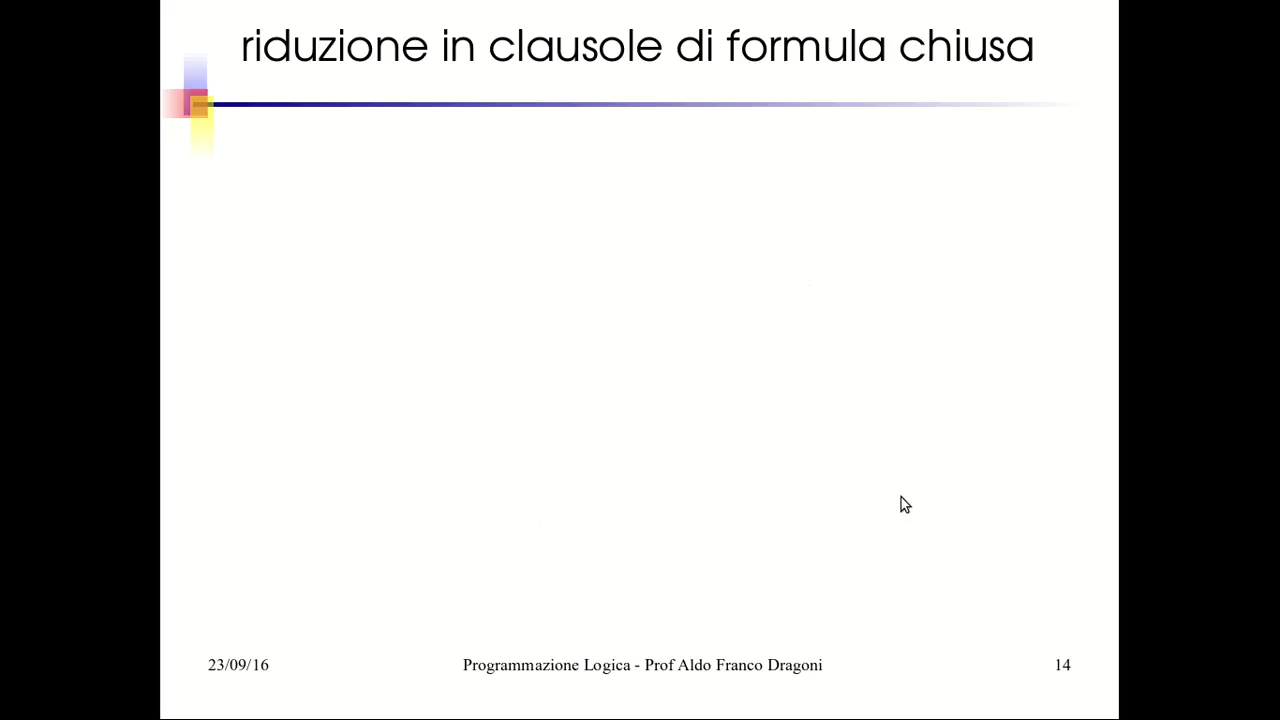 riduzione in clausole di formula chiusa
23/09/16
Programmazione Logica - Prof Aldo Franco Dragoni
14